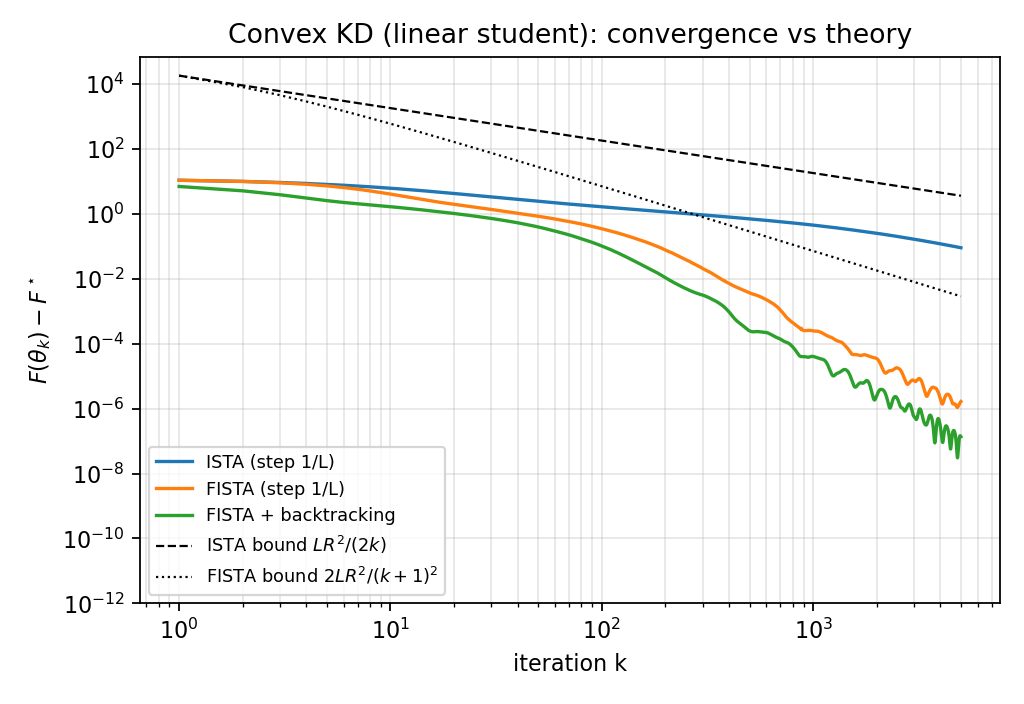 Convex KD (linear student): convergence vs theory
F(θ_k) − F^⋆
10^4
10^2
10^0
10^−2
10^−4
10^−6
10^−8
10^−10
10^−12
ISTA (step 1/L)
FISTA (step 1/L)
FISTA + backtracking
ISTA bound LR^2/(2k)
FISTA bound 2LR^2/(k + 1)^2
10^0 10^1 10^2 10^3
iteration k